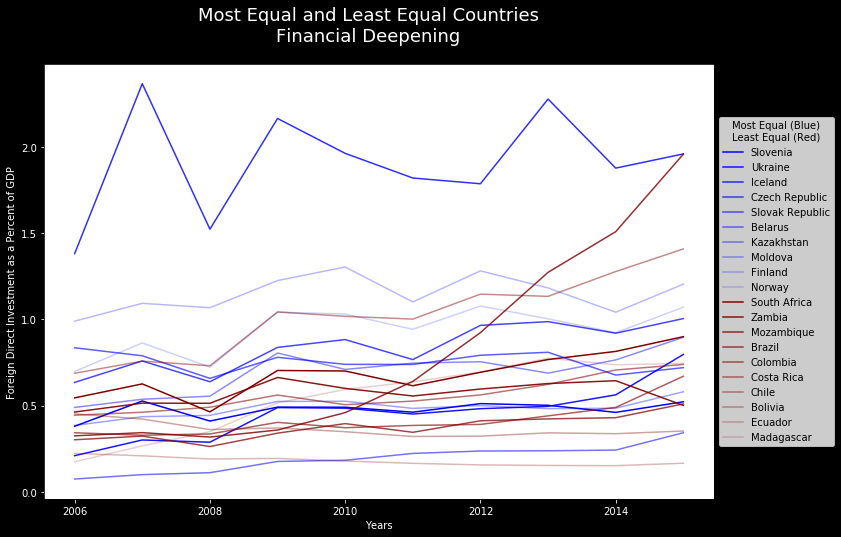 Most Equal and Least Equal Countries
Financial Deepening
Foreign Direct Investment as a Percent of GDP
2.0
1.5
1.0
0.5
0.0
2006
2008
2010
2012
2014
Years
Most Equal (Blue)
Least Equal (Red)
Slovenia
Ukraine
Iceland
Czech Republic
Slovak Republic
Belarus
Kazakhstan
Moldova
Finland
Norway
South Africa
Zambia
Mozambique
Brazil
Colombia
Costa Rica
Chile
Bolivia
Ecuador
Madagascar